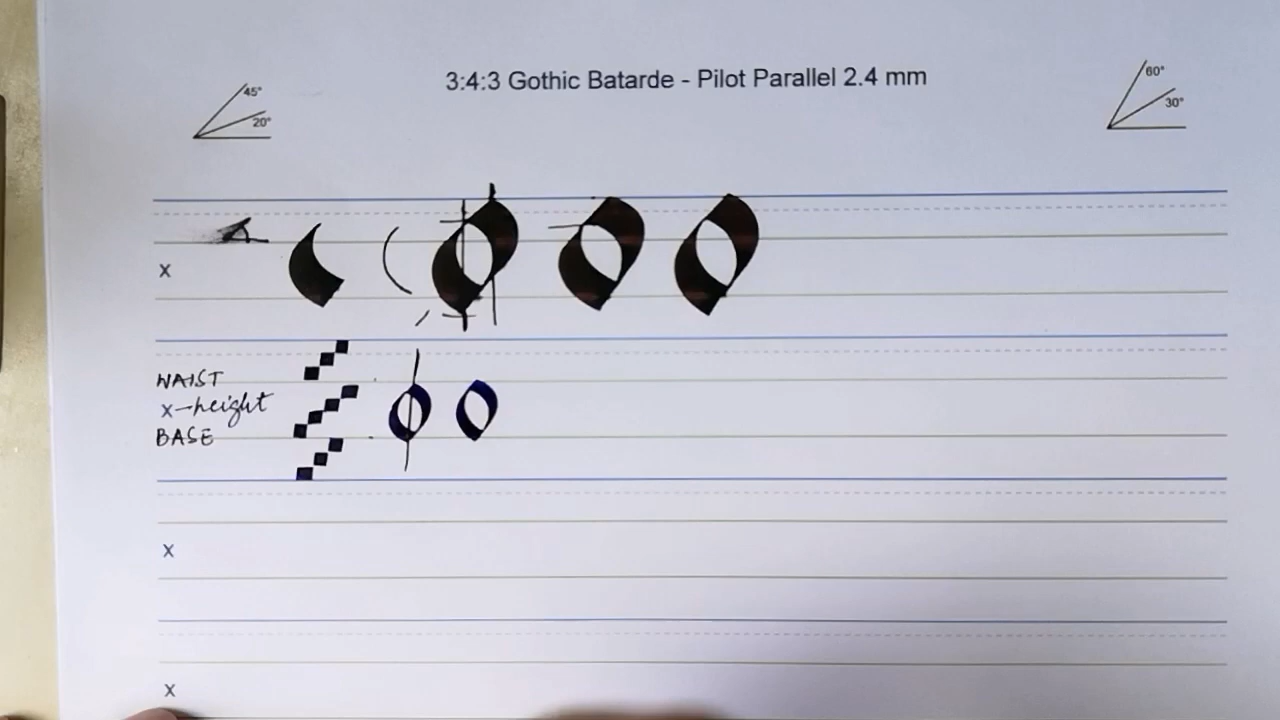 3:4:3 Gothic Batarde - Pilot Parallel 2.4 mm
45°
20°
60°
30°
x
WAIST
x-height
BASE
x
x